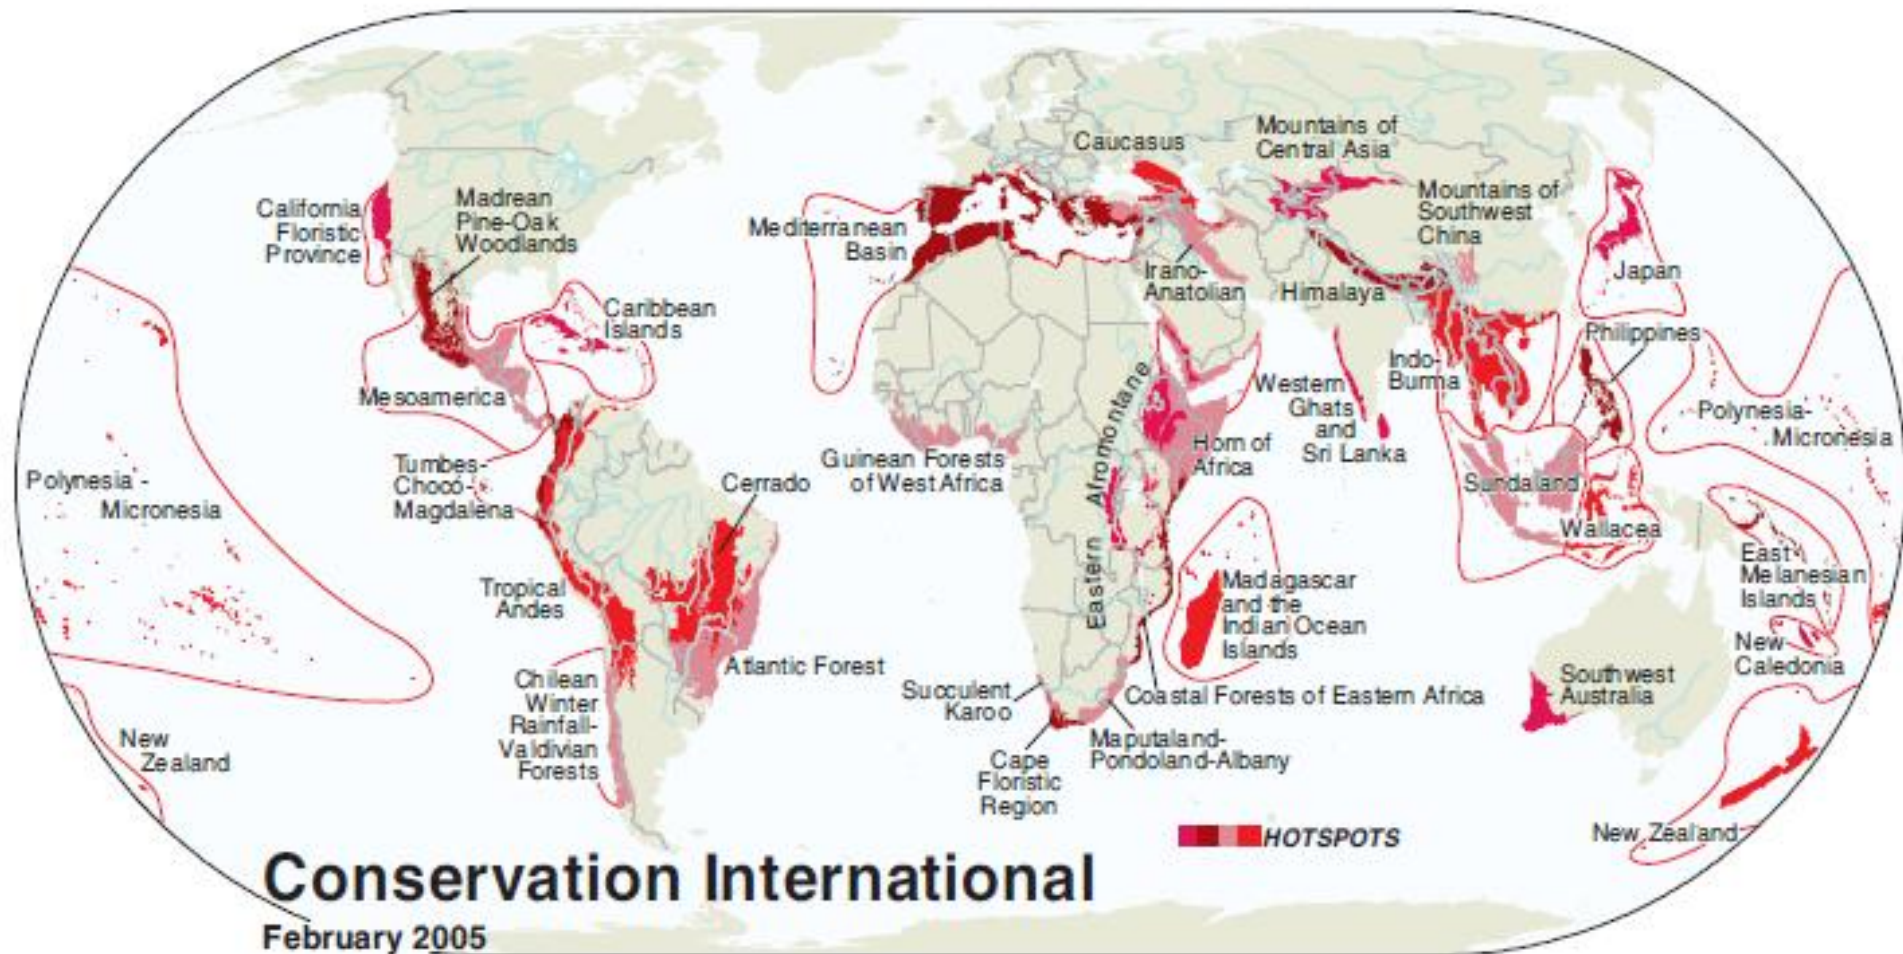 Caucasus
Mountains of
Central Asia
California
Floristic
Province
Madrean
Pine-Oak
Woodlands
Mediterranean
Basin
Mountains of
Southwest
China
Irano-
Anatolian
Himalaya
Japan
Caribbean
Islands
Philippines
Mesoamerica
Indo-
Burma
Western
Ghats
and
Sri Lanka
Polynesia-
Micronesia
Polynesia-
Micronesia
Tumbes-
Chocó-
Magdalena
Cerrado
Guinean Forests
of West Africa
Eastern Afromontane
Horn of
Africa
Sundaland
Wallacea
East
Melanesian
Islands
Tropical
Andes
Madagascar
and the
Indian Ocean
Islands
New
Caledonia
Atlantic Forest
Chilean
Winter
Rainfall-
Valdivian
Forests
Succulent
Karoo
Coastal Forests of Eastern Africa
Southwest
Australia
Maputaland-
Pondoland-Albany
Cape
Floristic
Region
New
Zealand
New Zealand
HOTSPOTS
Conservation International
February 2005